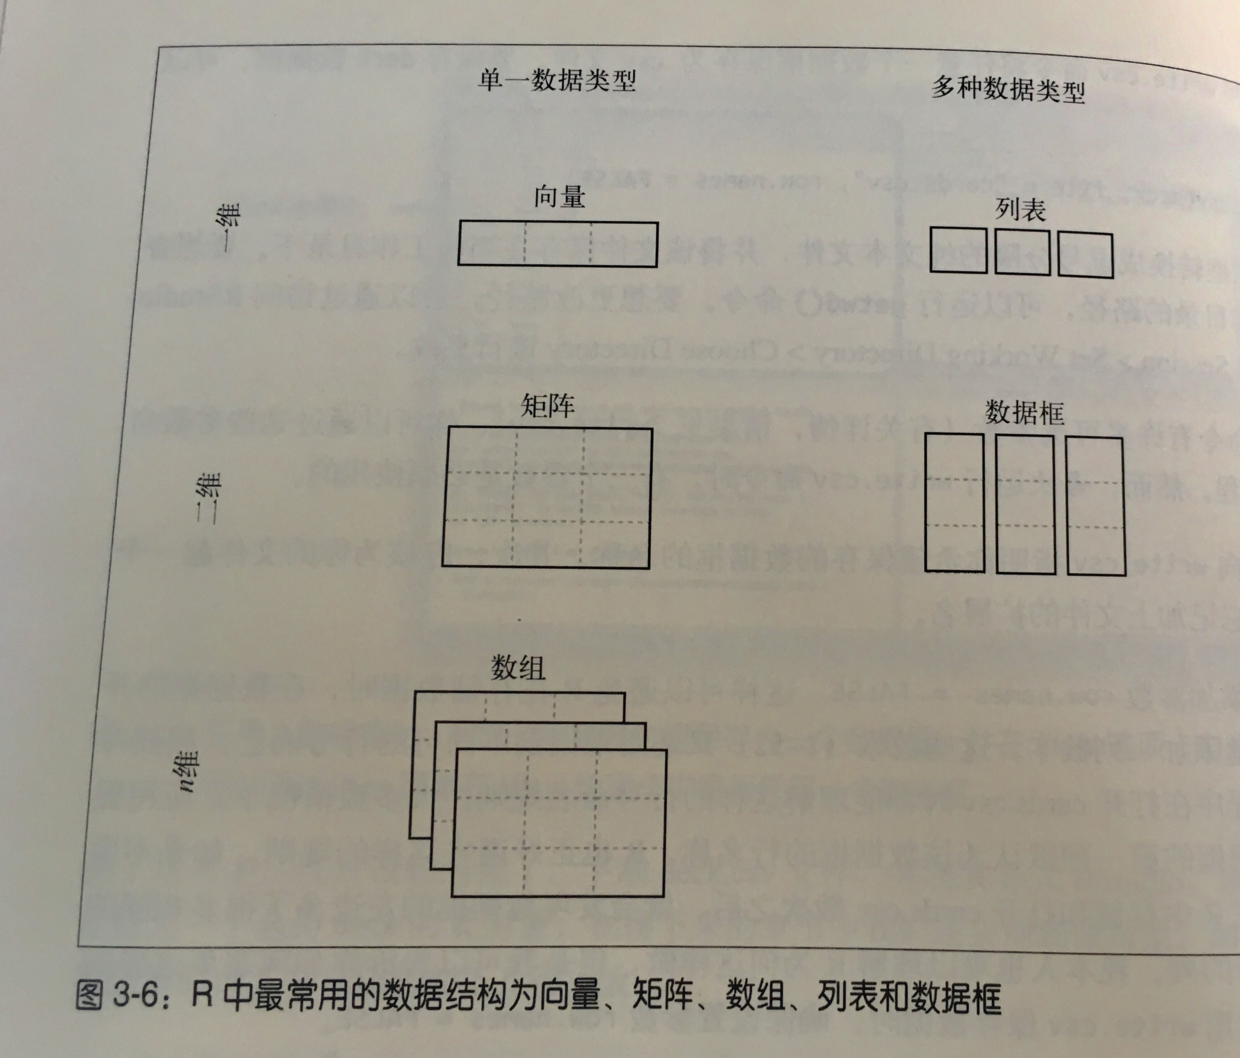 单一数据类型
多种数据类型
一维
向量
列表
二维
矩阵
数据框
n维
数组
图 3-6：R 中最常用的数据结构为向量、矩阵、数组、列表和数据框